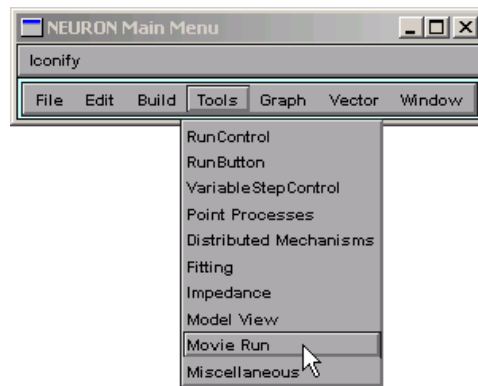 NEURON Main Menu
Iconify
File Edit Build Tools Graph Vector Window
RunControl
RunButton
VariableStepControl
Point Processes
Distributed Mechanisms
Fitting
Impedance
Model View
Movie Run
Miscellaneous